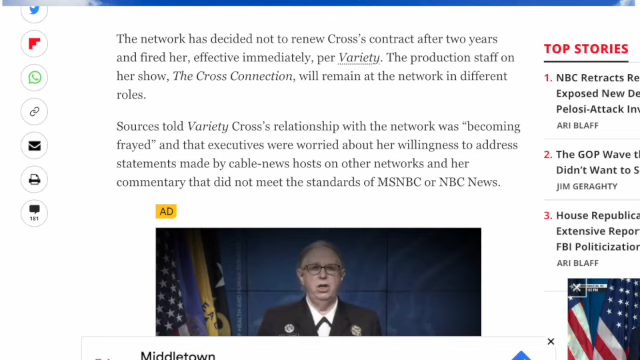 The network has decided not to renew Cross's contract after two years
and fired her, effective immediately, per Variety. The production staff on
her show, The Cross Connection, will remain at the network in different
roles.
Sources told Variety Cross's relationship with the network was “becoming
frayed” and that executives were worried about her willingness to address
statements made by cable-news hosts on other networks and her
commentary that did not meet the standards of MSNBC or NBC News.
181
AD
Middletown
TOP STORIES
1. NBC Retracts Re
Exposed New De
Pelosi-Attack Inv
ARI BLAFF
2. The GOP Wave th
Didn't Want to S
JIM GERAGHTY
3. House Republica
Extensive Repor
FBI Politicization
ARI BLAFF